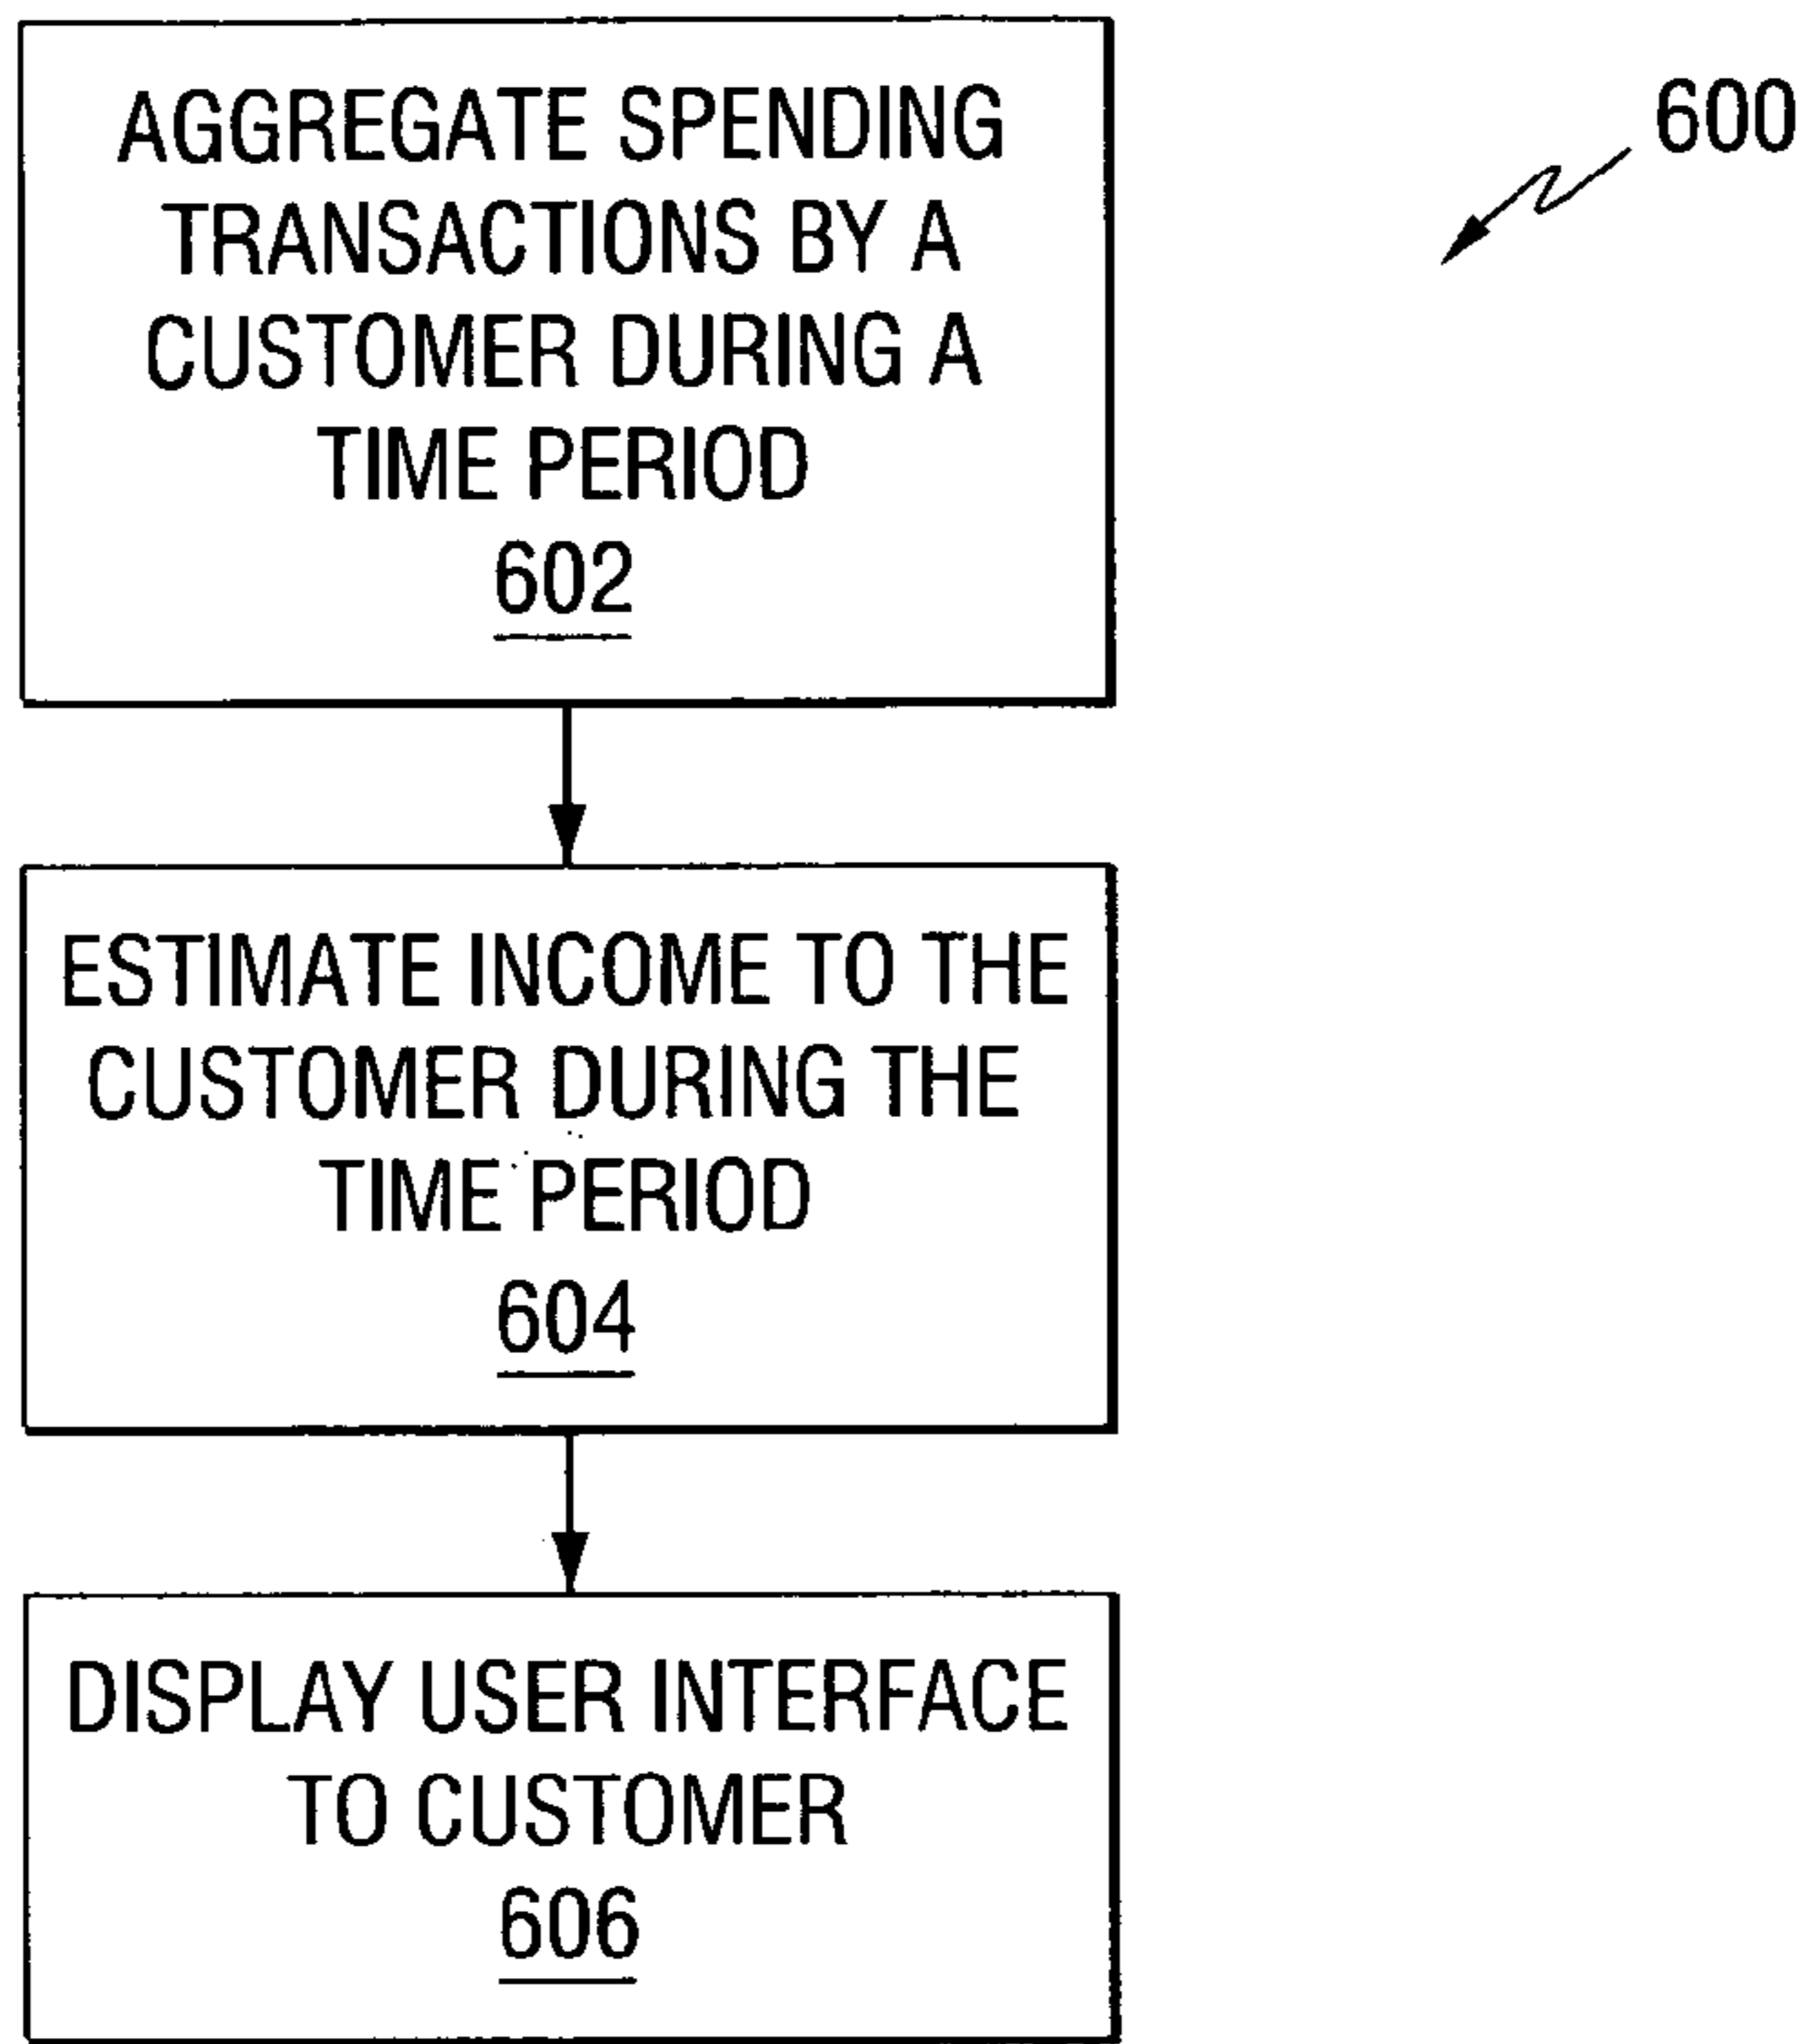 AGGREGATE SPENDING
TRANSACTIONS BY A
CUSTOMER DURING A
TIME PERIOD
602
600
ESTIMATE INCOME TO THE
CUSTOMER DURING THE
TIME PERIOD
604
DISPLAY USER INTERFACE
TO CUSTOMER
606